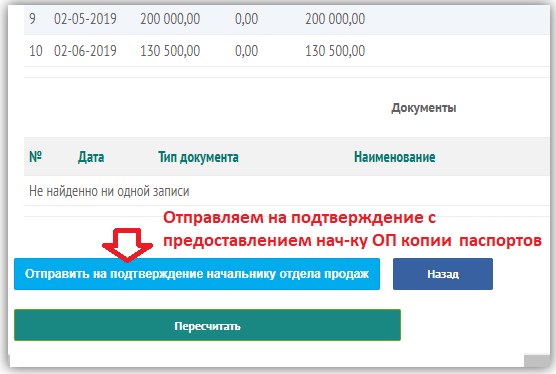 9 02-05-2019 200 000,00 0,00 200 000,00
10 02-06-2019 130 500,00 0,00 130 500,00
Документы
№ Дата Тип документа Наименование
Не найденно ни одной записи
Отправляем на подтверждение с
предоставлением нач-ку ОП копии паспортов
Отправить на подтверждение начальнику отдела продаж Назад
Пересчитать